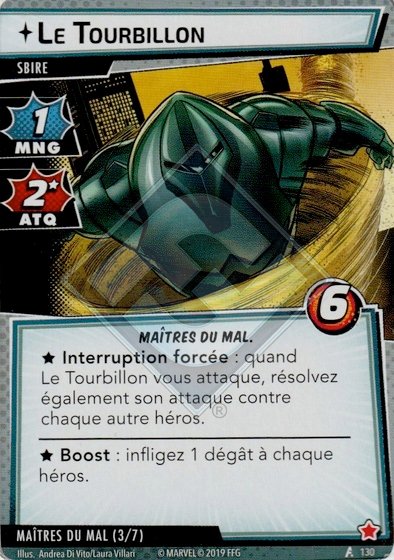 Le Tourbillon
SBIRE
1
MNG
2
ATQ
6
MAÎTRES DU MAL.
Interruption forcée : quand
Le Tourbillon vous attaque, résolvez
également son attaque contre
chaque autre héros.
Boost : infligez 1 dégât à chaque
héros.
MAÎTRES DU MAL (3/7)
Illus. Andrea Di Vito/Laura Villari © MARVEL © 2019 FFG A 130